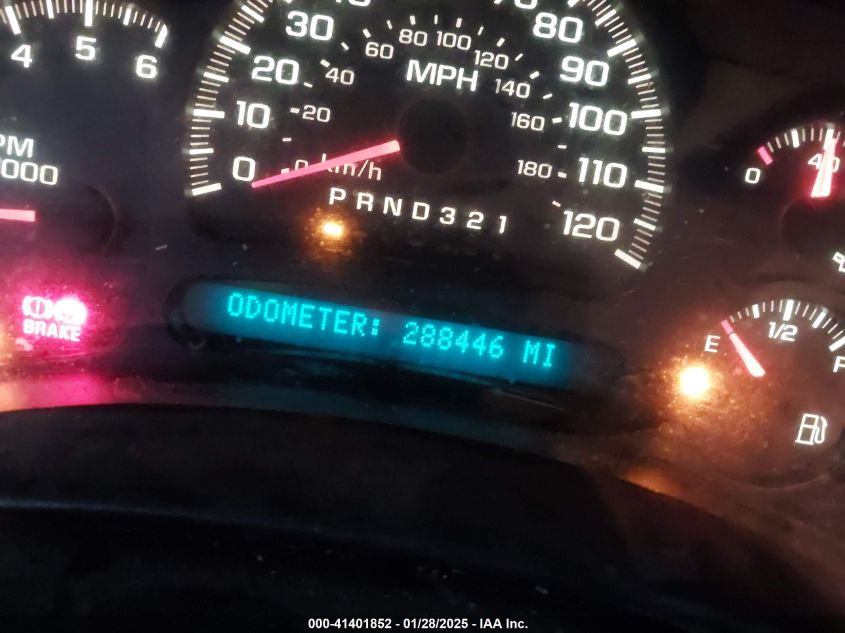 4 5 6
PM
000
0 10 20 30 80 90 100 110 120
0 20 40 60 80 100 120 140 160 180
MPH
km/h
P R N D 3 2 1
0 40
BRAKE
ODOMETER: 288446 MI
E 1/2 F
000-41401852 - 01/28/2025 - IAA Inc.